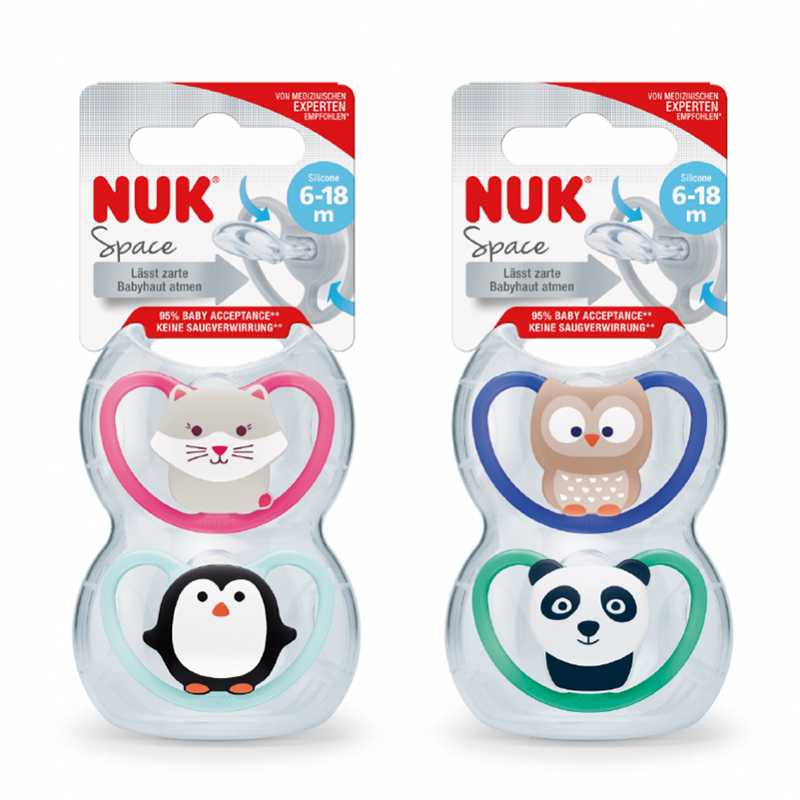 VON MEDIZINISCHEN
EXPERTEN
EMPFOHLEN*
NUK®
Silicone
6-18
m
Space
Lässt zarte
Babyhaut atmen
95% BABY ACCEPTANCE**
KEINE SAUGVERWIRRUNG**
VON MEDIZINISCHEN
EXPERTEN
EMPFOHLEN*
NUK®
Silicone
6-18
m
Space
Lässt zarte
Babyhaut atmen
95% BABY ACCEPTANCE**
KEINE SAUGVERWIRRUNG**